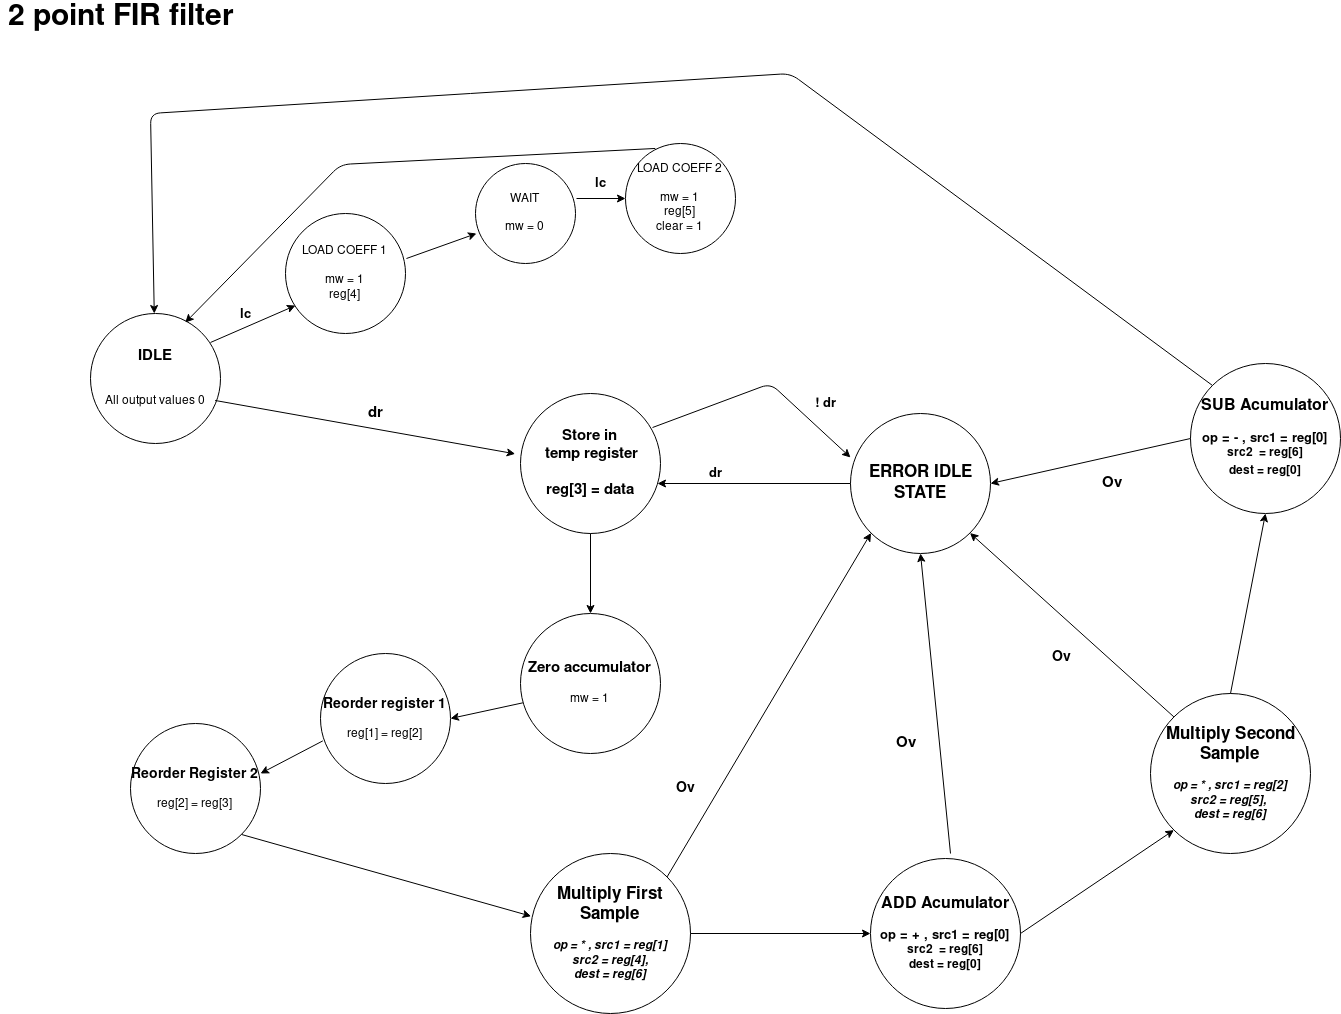 2 point FIR filter
LOAD COEFF 2
mw = 1
reg[5]
clear = 1
lc
WAIT
mw = 0
LOAD COEFF 1
mw = 1
reg[4]
lc
IDLE
All output values 0
dr
Store in
temp register
reg[3] = data
! dr
dr
ERROR IDLE
STATE
SUB Acumulator
op = - , src1 = reg[0]
src2 = reg[6]
dest = reg[0]
Ov
Zero accumulator
mw = 1
Reorder register 1
reg[1] = reg[2]
Reorder Register 2
reg[2] = reg[3]
Ov
Ov
Ov
Multiply Second
Sample
op = * , src1 = reg[2]
src2 = reg[5],
dest = reg[6]
Multiply First
Sample
op = * , src1 = reg[1]
src2 = reg[4],
dest = reg[6]
ADD Acumulator
op = + , src1 = reg[0]
src2 = reg[6]
dest = reg[0]